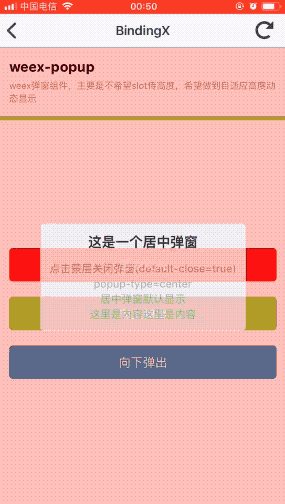 中国电信
00:50
BindingX
weex-popup
weex弹窗组件，主要是不希望slot传高度，希望做到自适应高度动
态显示
这是一个居中弹窗
点击蒙层关闭弹窗(default-close=true)
popup-type=center
居中弹窗默认显示
这里是内容这里是内容
向下弹出